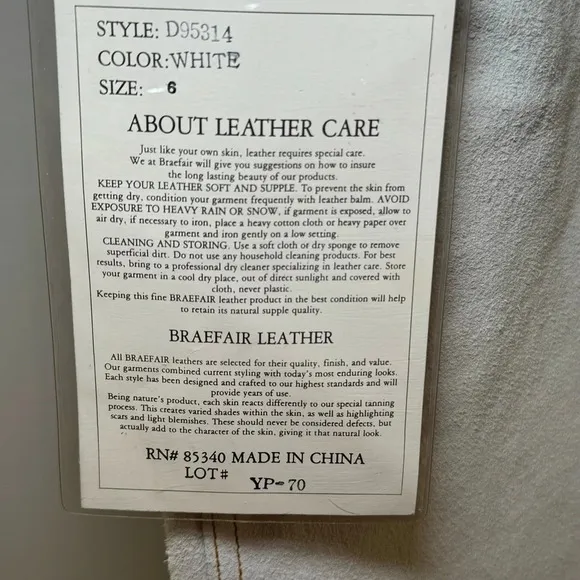 STYLE: D95314
COLOR:WHITE
SIZE: 6
ABOUT LEATHER CARE
Just like your own skin, leather requires special care.
We at Braefair will give you suggestions on how to insure
the long lasting beauty of our products.
KEEP YOUR LEATHER SOFT AND SUPPLE. To prevent the skin from
getting dry, condition your garment frequently with leather balm. AVOID
EXPOSURE TO HEAVY RAIN OR SNOW, if garment is exposed, allow to
air dry, if necessary to iron, place a heavy cotton cloth or heavy paper over
garment and iron gently on a low setting.
CLEANING AND STORING. Use a soft cloth or dry sponge to remove
superficial dirt. Do not use any household cleaning products. For best
results, bring to a professional dry cleaner specializing in leather care. Store
your garment in a cool dry place, out of direct sunlight and covered with
cloth, never plastic.
Keeping this fine BRAEFAIR leather product in the best condition will help
to retain its natural supple quality.
BRAEFAIR LEATHER
All BRAEFAIR leathers are selected for their quality, finish, and value.
Our garments combined current styling with today's most enduring looks.
Each style has been designed and crafted to our highest standards and will
provide years of use.
Being nature's product, each skin reacts differently to our special tanning
process. This creates varied shades within the skin, as well as highlighting
scars and light blemishes. These should never be considered defects, but
actually add to the character of the skin, giving it that natural look.
RN# 85340 MADE IN CHINA
LOT# YP-70